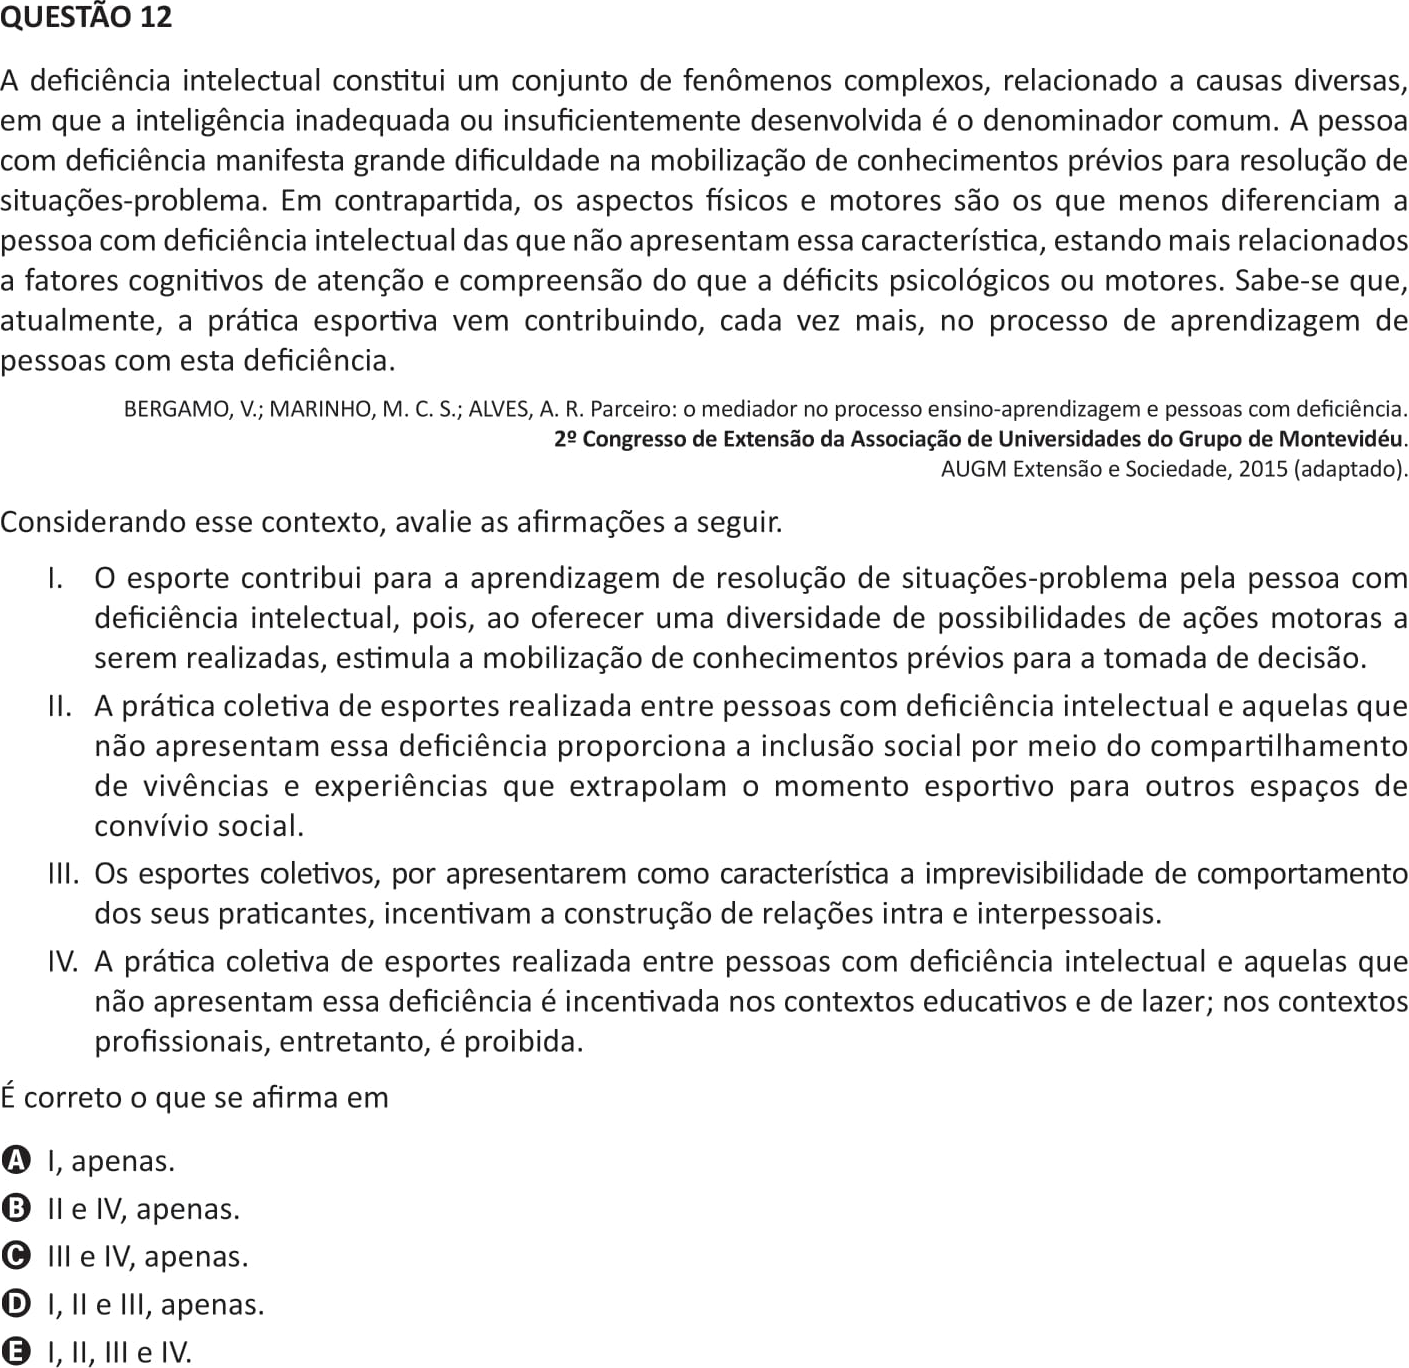 QUESTÃO 12
A deficiência intelectual constitui um conjunto de fenômenos complexos, relacionado a causas diversas,
em que a inteligência inadequada ou insuficientemente desenvolvida é o denominador comum. A pessoa
com deficiência manifesta grande dificuldade na mobilização de conhecimentos prévios para resolução de
situações-problema. Em contrapartida, os aspectos físicos e motores são os que menos diferenciam a
pessoa com deficiência intelectual das que não apresentam essa característica, estando mais relacionados
a fatores cognitivos de atenção e compreensão do que a déficits psicológicos ou motores. Sabe-se que,
atualmente, a prática esportiva vem contribuindo, cada vez mais, no processo de aprendizagem de
pessoas com esta deficiência.
BERGAMO, V.; MARINHO, M. C. S.; ALVES, A. R. Parceiro: o mediador no processo ensino-aprendizagem e pessoas com deficiência.
2º Congresso de Extensão da Associação de Universidades do Grupo de Montevidéu.
AUGM Extensão e Sociedade, 2015 (adaptado).
Considerando esse contexto, avalie as afirmações a seguir.
I. O esporte contribui para a aprendizagem de resolução de situações-problema pela pessoa com
deficiência intelectual, pois, ao oferecer uma diversidade de possibilidades de ações motoras a
serem realizadas, estimula a mobilização de conhecimentos prévios para a tomada de decisão.
II. A prática coletiva de esportes realizada entre pessoas com deficiência intelectual e aquelas que
não apresentam essa deficiência proporciona a inclusão social por meio do compartilhamento
de vivências e experiências que extrapolam o momento esportivo para outros espaços de
convívio social.
III. Os esportes coletivos, por apresentarem como característica a imprevisibilidade de comportamento
dos seus praticantes, incentivam a construção de relações intra e interpessoais.
IV. A prática coletiva de esportes realizada entre pessoas com deficiência intelectual e aquelas que
não apresentam essa deficiência é incentivada nos contextos educativos e de lazer; nos contextos
profissionais, entretanto, é proibida.
É correto o que se afirma em
A I, apenas.
B II e IV, apenas.
C III e IV, apenas.
D I, II e III, apenas.
E I, II, III e IV.